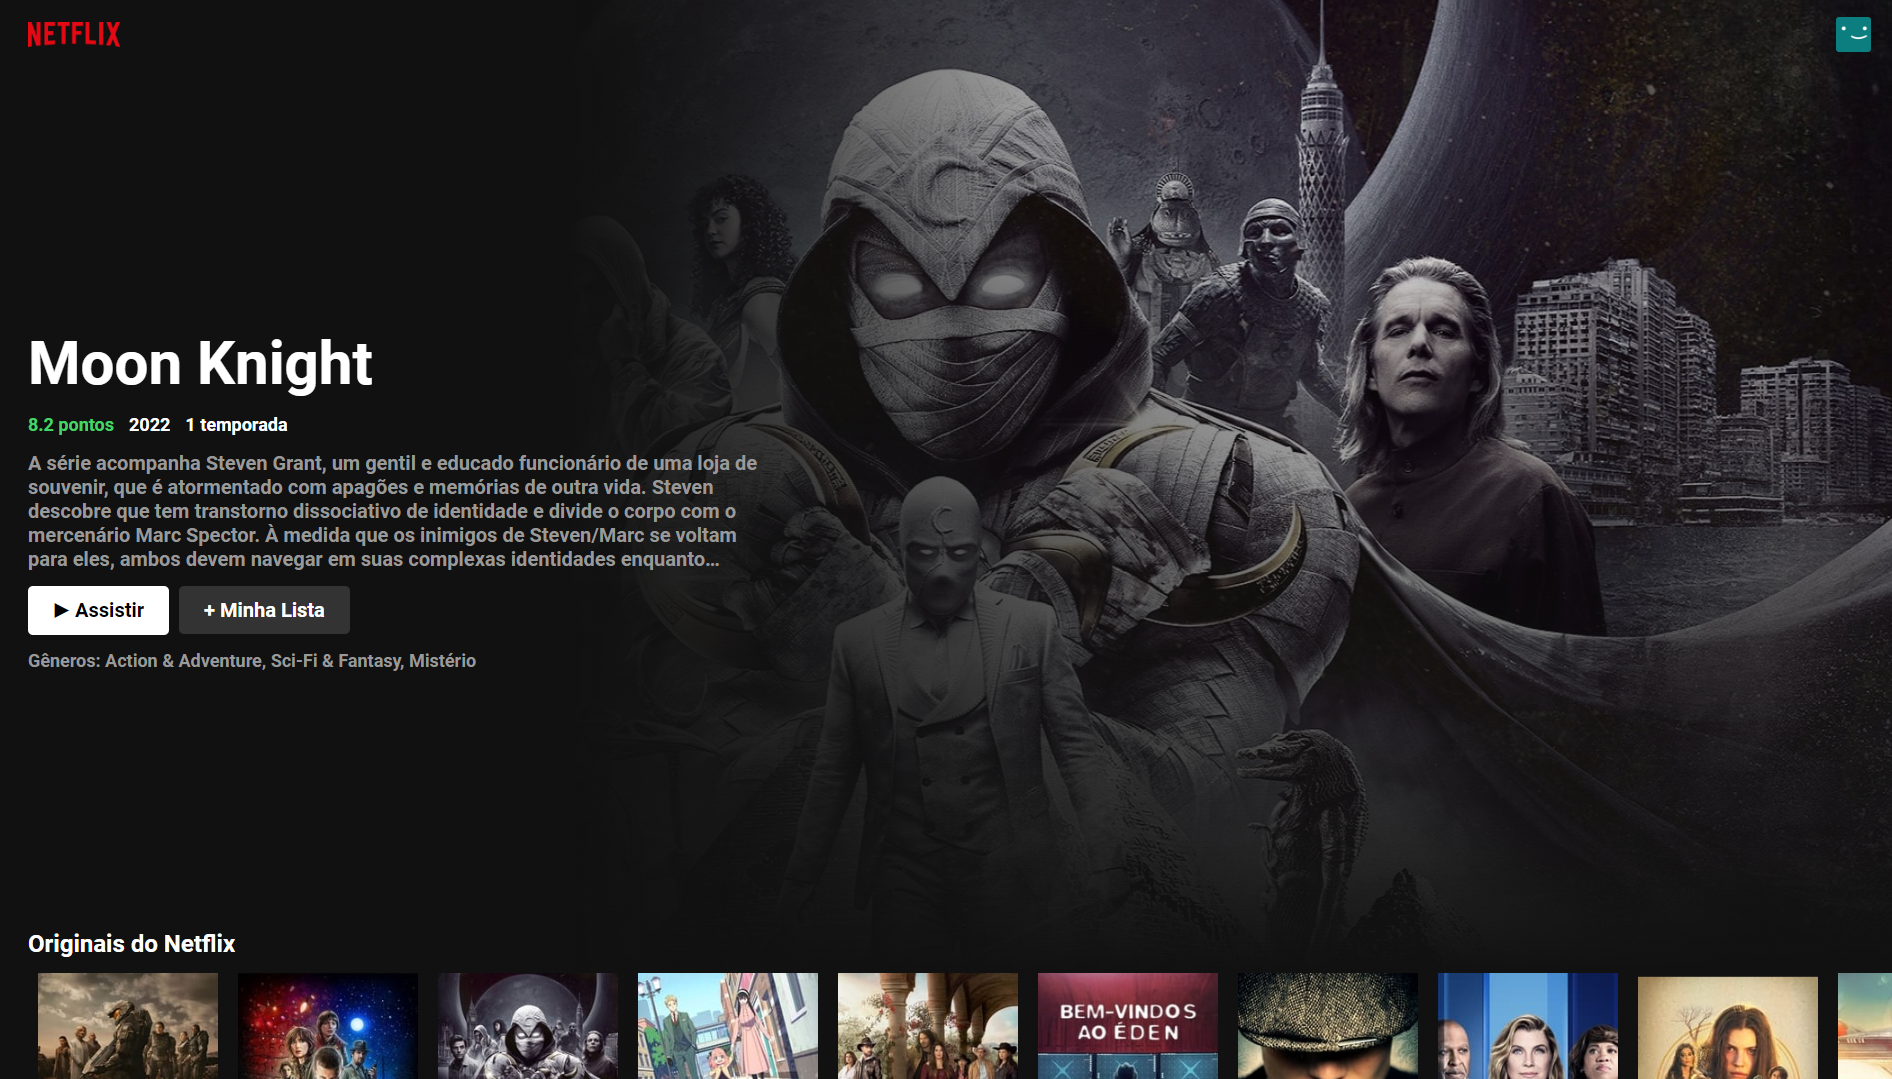 NETFLIX
Moon Knight
8.2 pontos 2022 1 temporada
A série acompanha Steven Grant, um gentil e educado funcionário de uma loja de
souvenir, que é atormentado com apagões e memórias de outra vida. Steven
descobre que tem transtorno dissociativo de identidade e divide o corpo com o
mercenário Marc Spector. À medida que os inimigos de Steven/Marc se voltam
para eles, ambos devem navegar em suas complexas identidades enquanto...
▶ Assistir + Minha Lista
Gêneros: Action & Adventure, Sci-Fi & Fantasy, Mistério
Originais do Netflix
BEM-VINDOS
AO ÉDEN